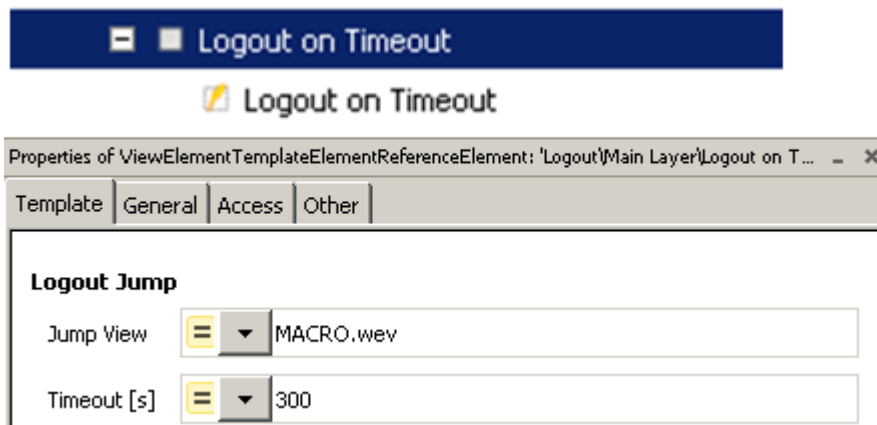 Logout on Timeout
Logout on Timeout
Properties of ViewElementTemplateElementReferenceElement: 'Logout\Main Layer\Logout on T...
Template General Access Other
Logout Jump
Jump View = MACRO.wev
Timeout [s] = 300